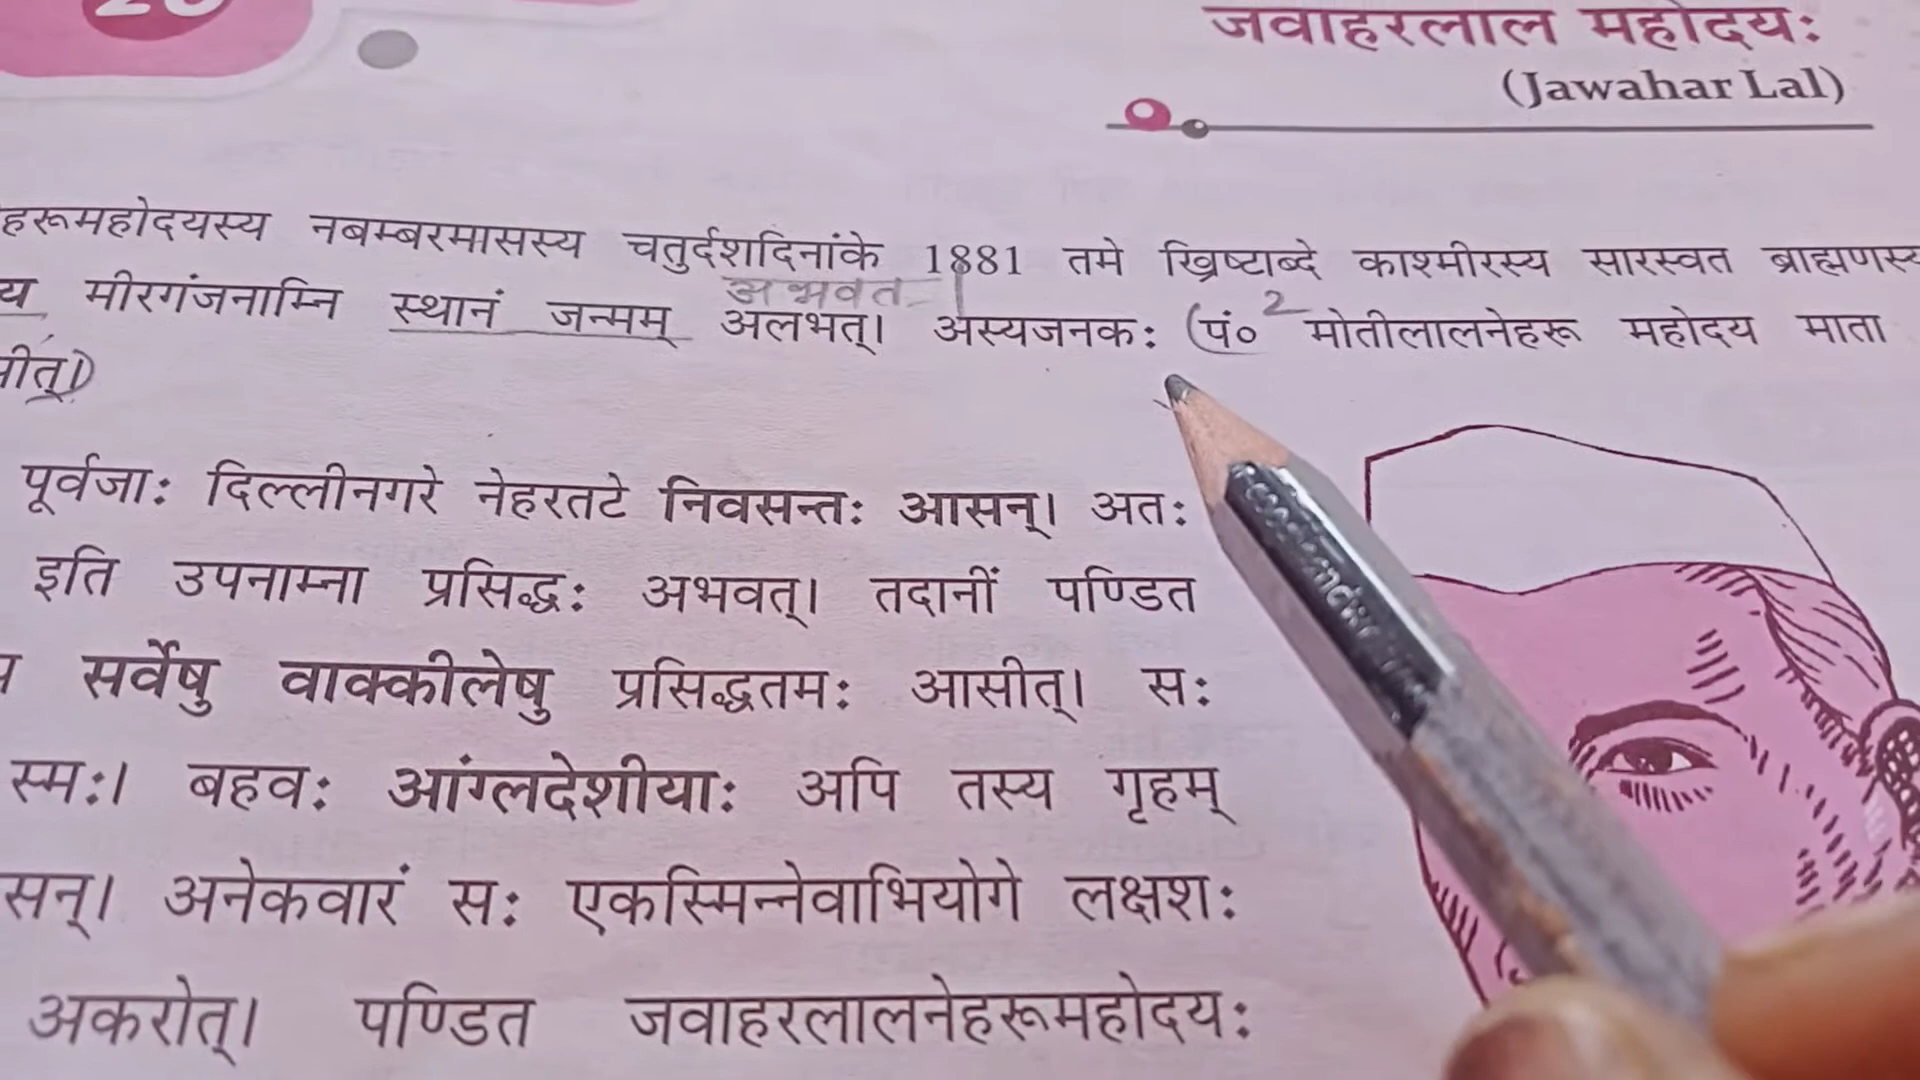 जवाहरलाल महोदयः
(Jawahar Lal)
हरूमहोदयस्य नबम्बरमासस्य चतुर्दशदिनांके 1881 तमे ख्रिष्टाब्दे काश्मीरस्य सारस्वत ब्राह्मणस्य
अभवत्
य मीरगंजनाम्नि स्थानं जन्मम् अलभत्। अस्यजनकः (पं० 2 मोतीलालनेहरू महोदय माता
सीत्।)
पूर्वजाः दिल्लीनगरे नेहरतटे निवसन्तः आसन्। अतः
इति उपनाम्ना प्रसिद्धः अभवत्। तदानीं पण्डित
सर्वेषु वाक्कीलेषु प्रसिद्धतमः आसीत्। सः
स्मः। बहवः आंग्लदेशीयाः अपि तस्य गृहम्
सन्। अनेकवारं सः एकस्मिन्नेवाभियोगे लक्षशः
अकरोत्। पण्डित जवाहरलालनेहरूमहोदयः